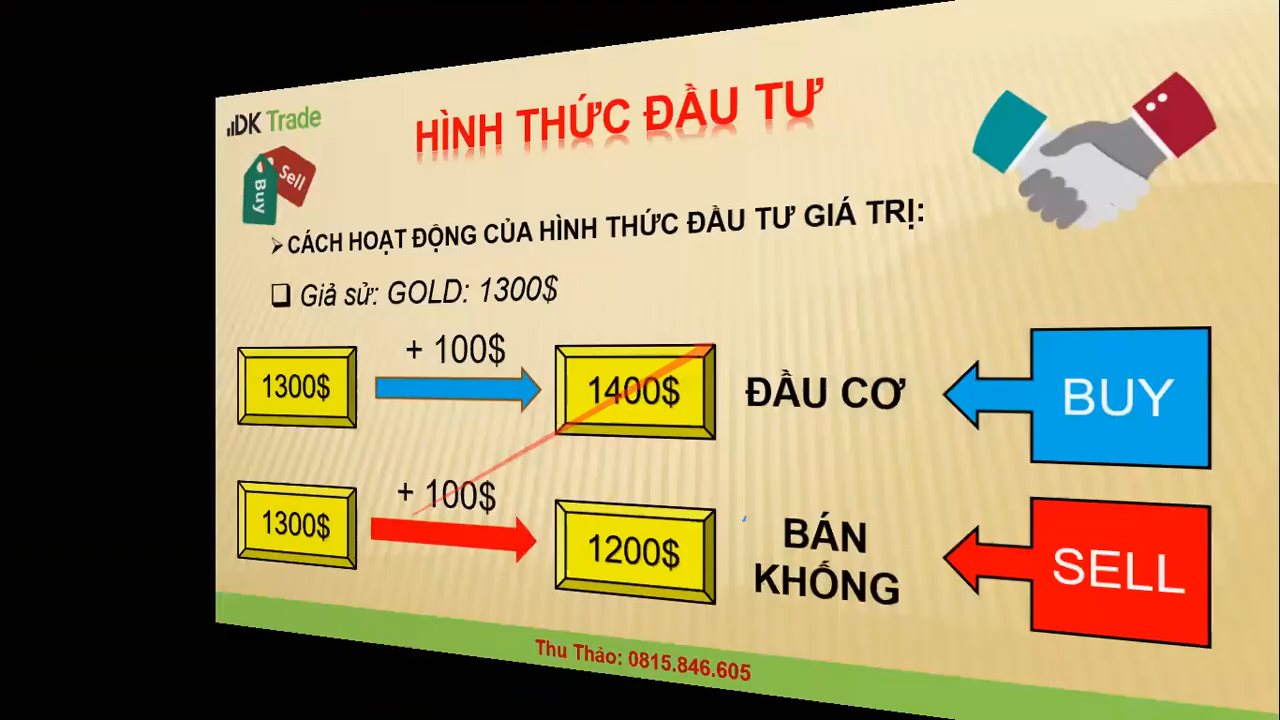 DK Trade
HÌNH THỨC ĐẦU TƯ
Buy
Sell
➢CÁCH HOẠT ĐỘNG CỦA HÌNH THỨC ĐẦU TƯ GIÁ TRỊ:
❑ Giả sử: GOLD: 1300$
1300$
+ 100$
1400$
ĐẦU CƠ
BUY
1300$
+ 100$
1200$
BÁN
KHỐNG
SELL
Thu Thảo: 0815.846.605